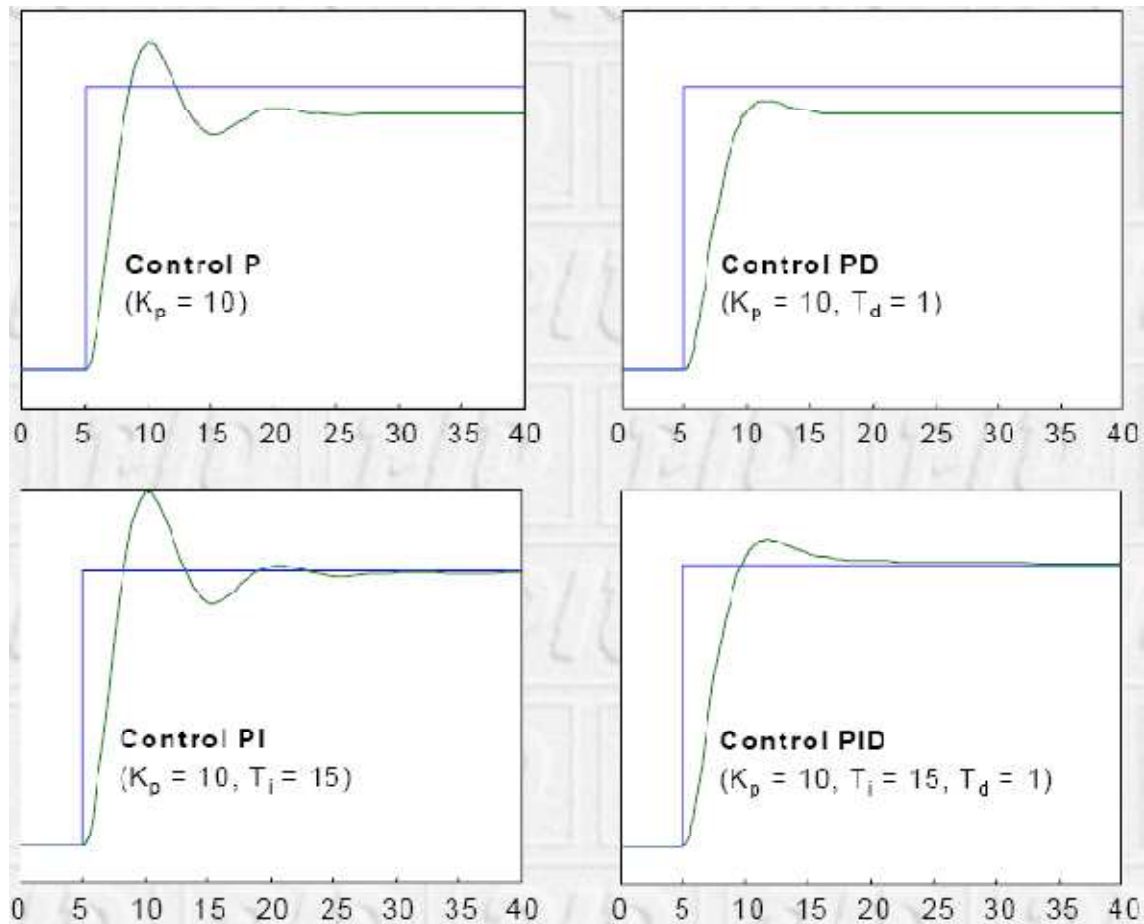 Control P
(Kp = 10)
0 5 10 15 20 25 30 35 40
Control PD
(Kp = 10, Td = 1)
0 5 10 15 20 25 30 35 40
Control PI
(Kp = 10, Ti = 15)
0 5 10 15 20 25 30 35 40
Control PID
(Kp = 10, Ti = 15, Td = 1)
0 5 10 15 20 25 30 35 40